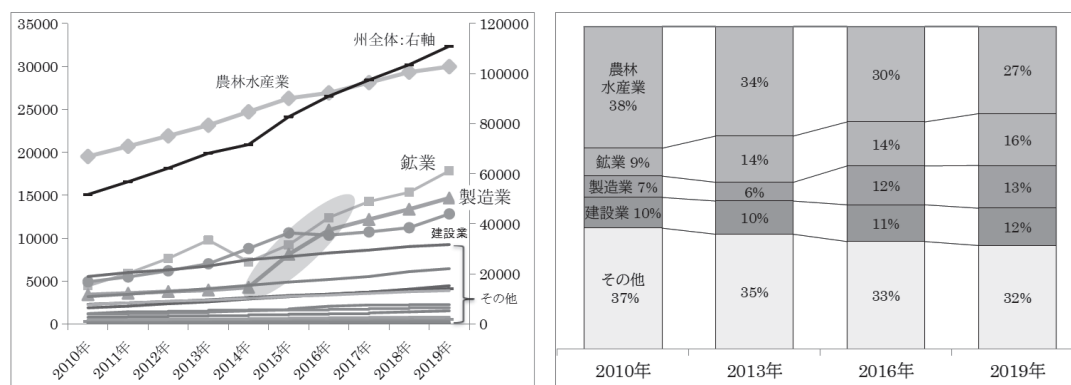 35000
30000
25000
20000
15000
10000
5000
0
120000
100000
80000
60000
40000
20000
0
州全体:右軸
農林水産業
鉱業
製造業
建設業
その他
2010年
2011年
2012年
2013年
2014年
2015年
2016年
2017年
2018年
2019年
農林
水産業
38%
鉱業 9%
製造業 7%
建設業 10%
その他
37%
34%
14%
6%
10%
35%
30%
14%
12%
11%
33%
27%
16%
13%
12%
32%
2010年
2013年
2016年
2019年